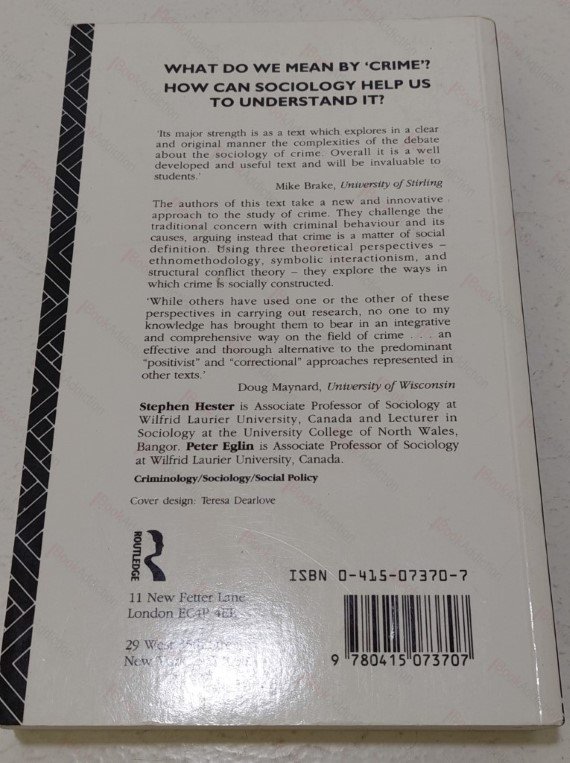 WHAT DO WE MEAN BY ‘CRIME’?
HOW CAN SOCIOLOGY HELP US
TO UNDERSTAND IT?
‘Its major strength is as a text which explores in a clear
and original manner the complexities of the debate
about the sociology of crime. Overall it is a well
developed and useful text and will be invaluable to
students.’
Mike Brake, University of Stirling
The authors of this text take a new and innovative
approach to the study of crime. They challenge the
traditional concern with criminal behaviour and its
causes, arguing instead that crime is a matter of social
definition. Using three theoretical perspectives –
ethnomethodology, symbolic interactionism, and
structural conflict theory – they explore the ways in
which crime is socially constructed.
‘While others have used one or the other of these
perspectives in carrying out research, no one to my
knowledge has brought them to bear in an integrative
and comprehensive way on the field of crime . . . an
effective and thorough alternative to the predominant
“positivist” and “correctional” approaches represented in
other texts.’
Doug Maynard, University of Wisconsin
Stephen Hester is Associate Professor of Sociology at
Wilfrid Laurier University, Canada and Lecturer in
Sociology at the University College of North Wales,
Bangor. Peter Eglin is Associate Professor of Sociology
at Wilfrid Laurier University, Canada.
Criminology/Sociology/Social Policy
Cover design: Teresa Dearlove
ROUTLEDGE
ISBN 0-415-07370-7
11 New Fetter Lane
London EC4P 4EE
29 West
New
9 780415 073707